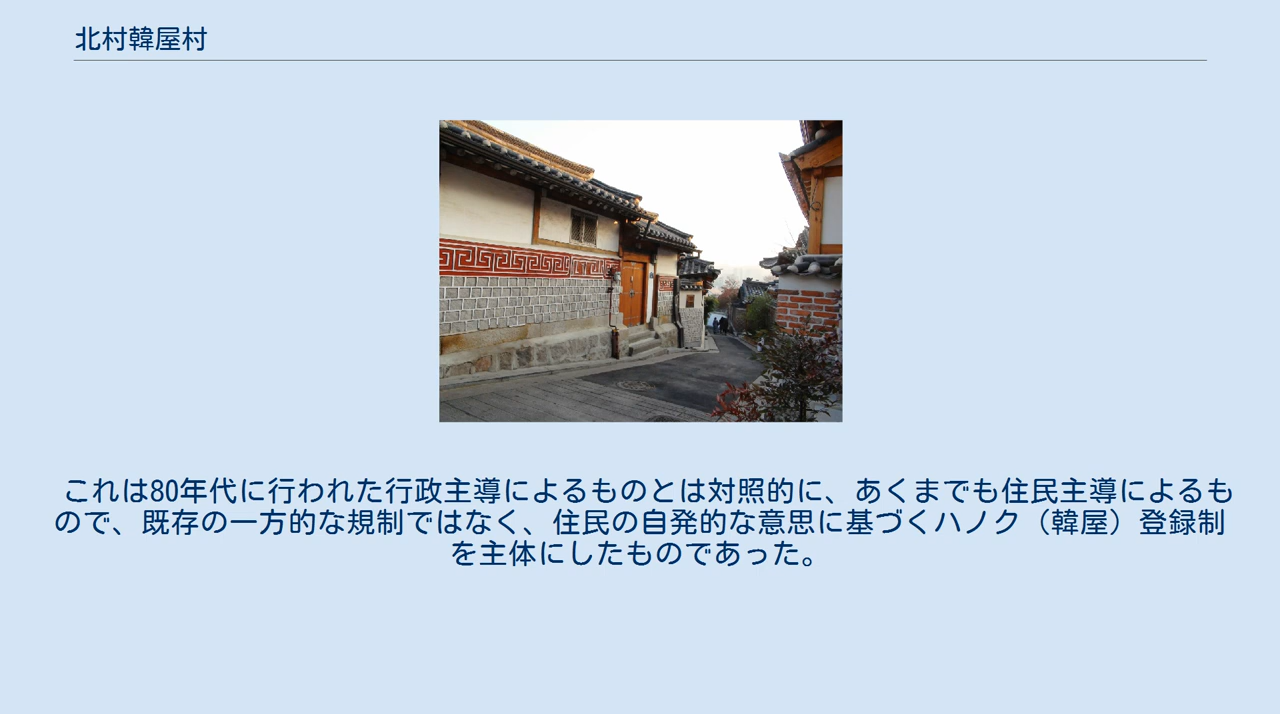 北村韓屋村
これは80年代に行われた行政主導によるものとは対照的に、あくまでも住民主導によるも
ので、既存の一方的な規制ではなく、住民の自発的な意思に基づくハノク（韓屋）登録制
を主体にしたものであった。